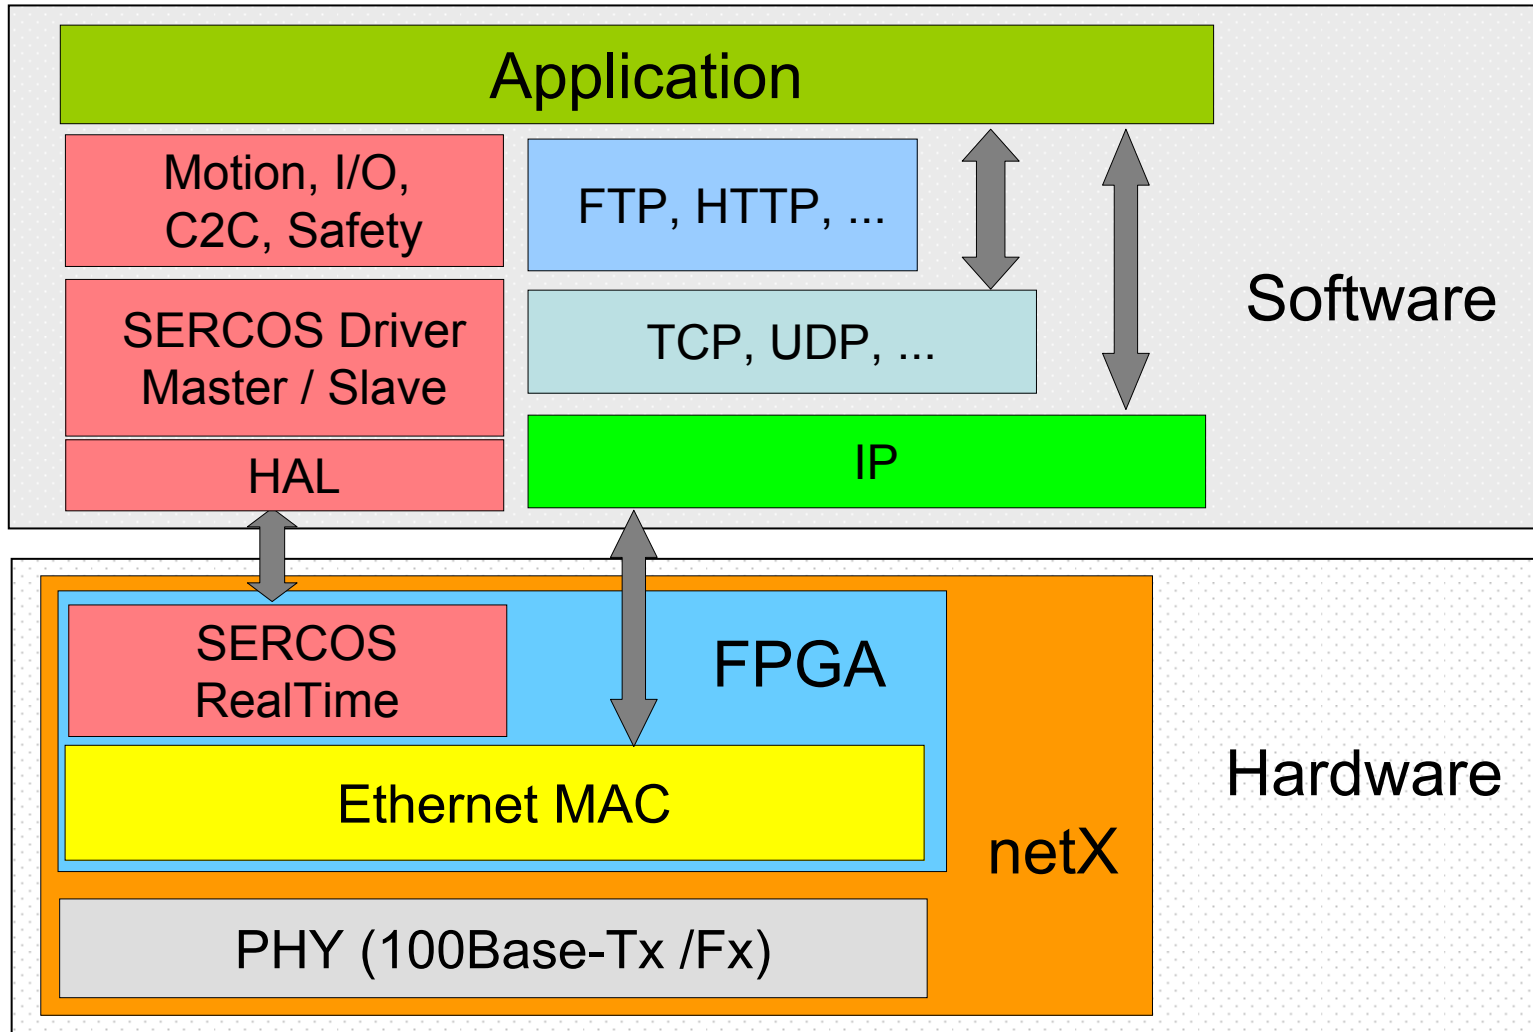 Application
Motion, I/O,
C2C, Safety
FTP, HTTP, ...
SERCOS Driver
Master / Slave
TCP, UDP, ...
Software
HAL
IP
SERCOS
RealTime
FPGA
Ethernet MAC
Hardware
netX
PHY (100Base-Tx /Fx)